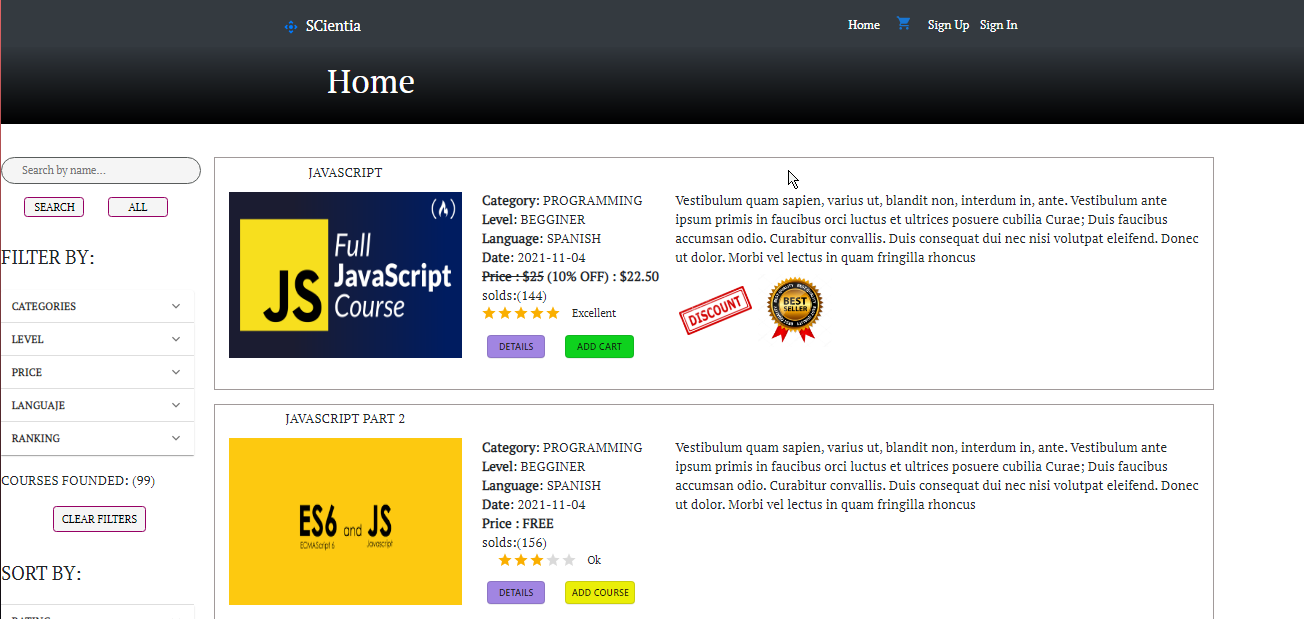 SCientia
Home
Sign Up
Sign In
Home
Search by name...
SEARCH
ALL
FILTER BY:
CATEGORIES
LEVEL
PRICE
LANGUAJE
RANKING
COURSES FOUNDED: (99)
CLEAR FILTERS
SORT BY:
JAVASCRIPT
JS
Full
JavaScript
Course
Category: PROGRAMMING
Level: BEGGINER
Language: SPANISH
Date: 2021-11-04
Price : $25 (10% OFF) : $22.50
solds:(144)
Excellent
DETAILS
ADD CART
Vestibulum quam sapien, varius ut, blandit non, interdum in, ante. Vestibulum ante
ipsum primis in faucibus orci luctus et ultrices posuere cubilia Curae; Duis faucibus
accumsan odio. Curabitur convallis. Duis consequat dui nec nisi volutpat eleifend. Donec
ut dolor. Morbi vel lectus in quam fringilla rhoncus
DISCOUNT
BEST
SELLER
JAVASCRIPT PART 2
ES6 and JS
ECMAScript 6
Javascript
Category: PROGRAMMING
Level: BEGGINER
Language: SPANISH
Date: 2021-11-04
Price : FREE
solds:(156)
Ok
DETAILS
ADD COURSE
Vestibulum quam sapien, varius ut, blandit non, interdum in, ante. Vestibulum ante
ipsum primis in faucibus orci luctus et ultrices posuere cubilia Curae; Duis faucibus
accumsan odio. Curabitur convallis. Duis consequat dui nec nisi volutpat eleifend. Donec
ut dolor. Morbi vel lectus in quam fringilla rhoncus